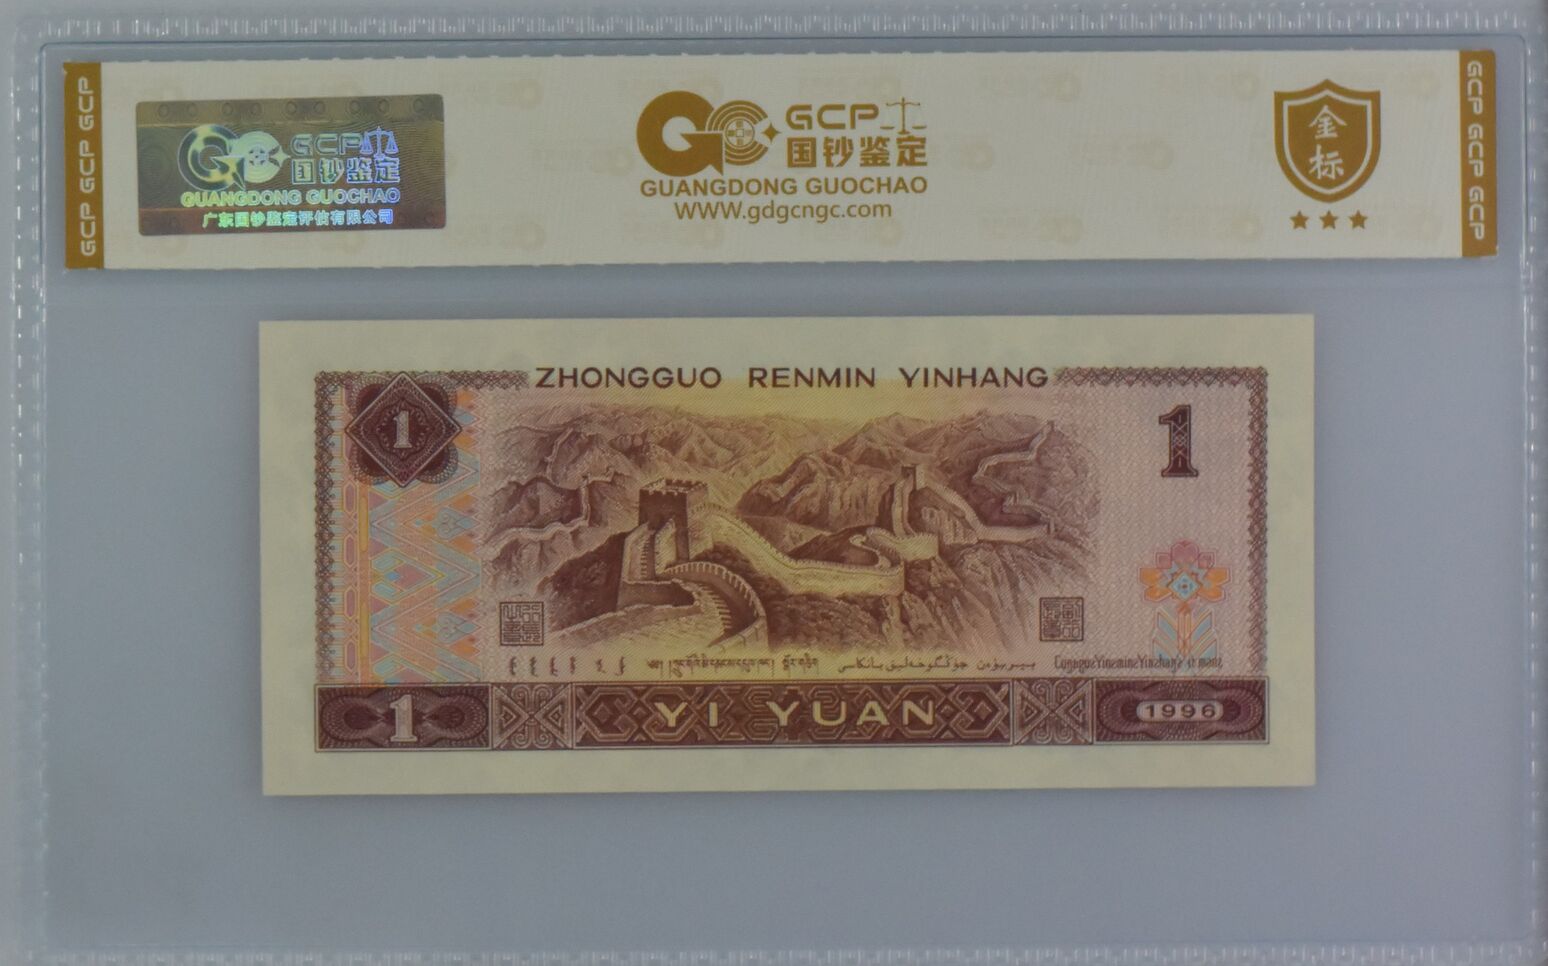 GCP GCP GCP
GCP
国钞鉴定
GUANGDONG GUOCHAO
广东国钞鉴定评估有限公司
GCP
国钞鉴定
GUANGDONG GUOCHAO
WWW.gdgcngc.com
金
标
GCP GCP GCP
ZHONGGUO RENMIN YINHANG
1
1
1 YI YUAN 1996